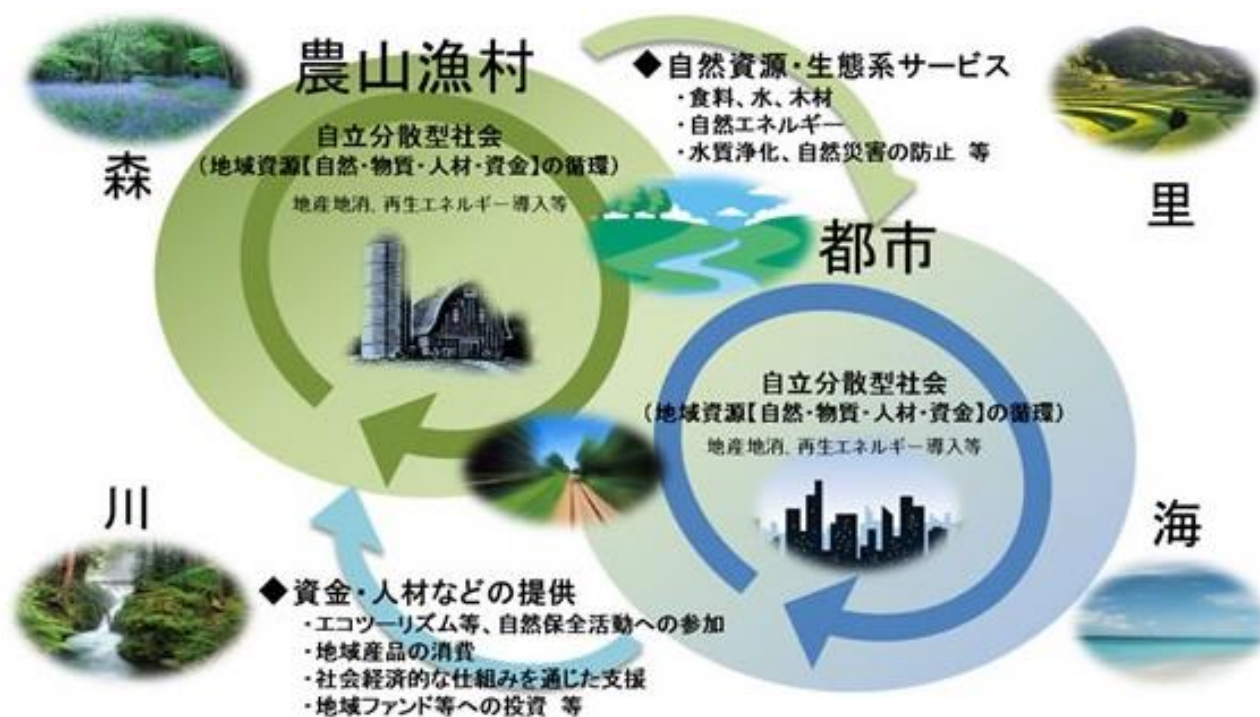 農山漁村
自立分散型社会
(地域資源【自然・物質・人材・資金】の循環)
地産地消、再生エネルギー導入等
◆自然資源・生態系サービス
・食料、水、木材
・自然エネルギー
・水質浄化、自然災害の防止 等
森
里
都市
自立分散型社会
(地域資源【自然・物質・人材・資金】の循環)
地産地消、再生エネルギー導入等
川
海
◆資金・人材などの提供
・エコツーリズム等、自然保全活動への参加
・地域産品の消費
・社会経済的な仕組みを通じた支援
・地域ファンド等への投資 等